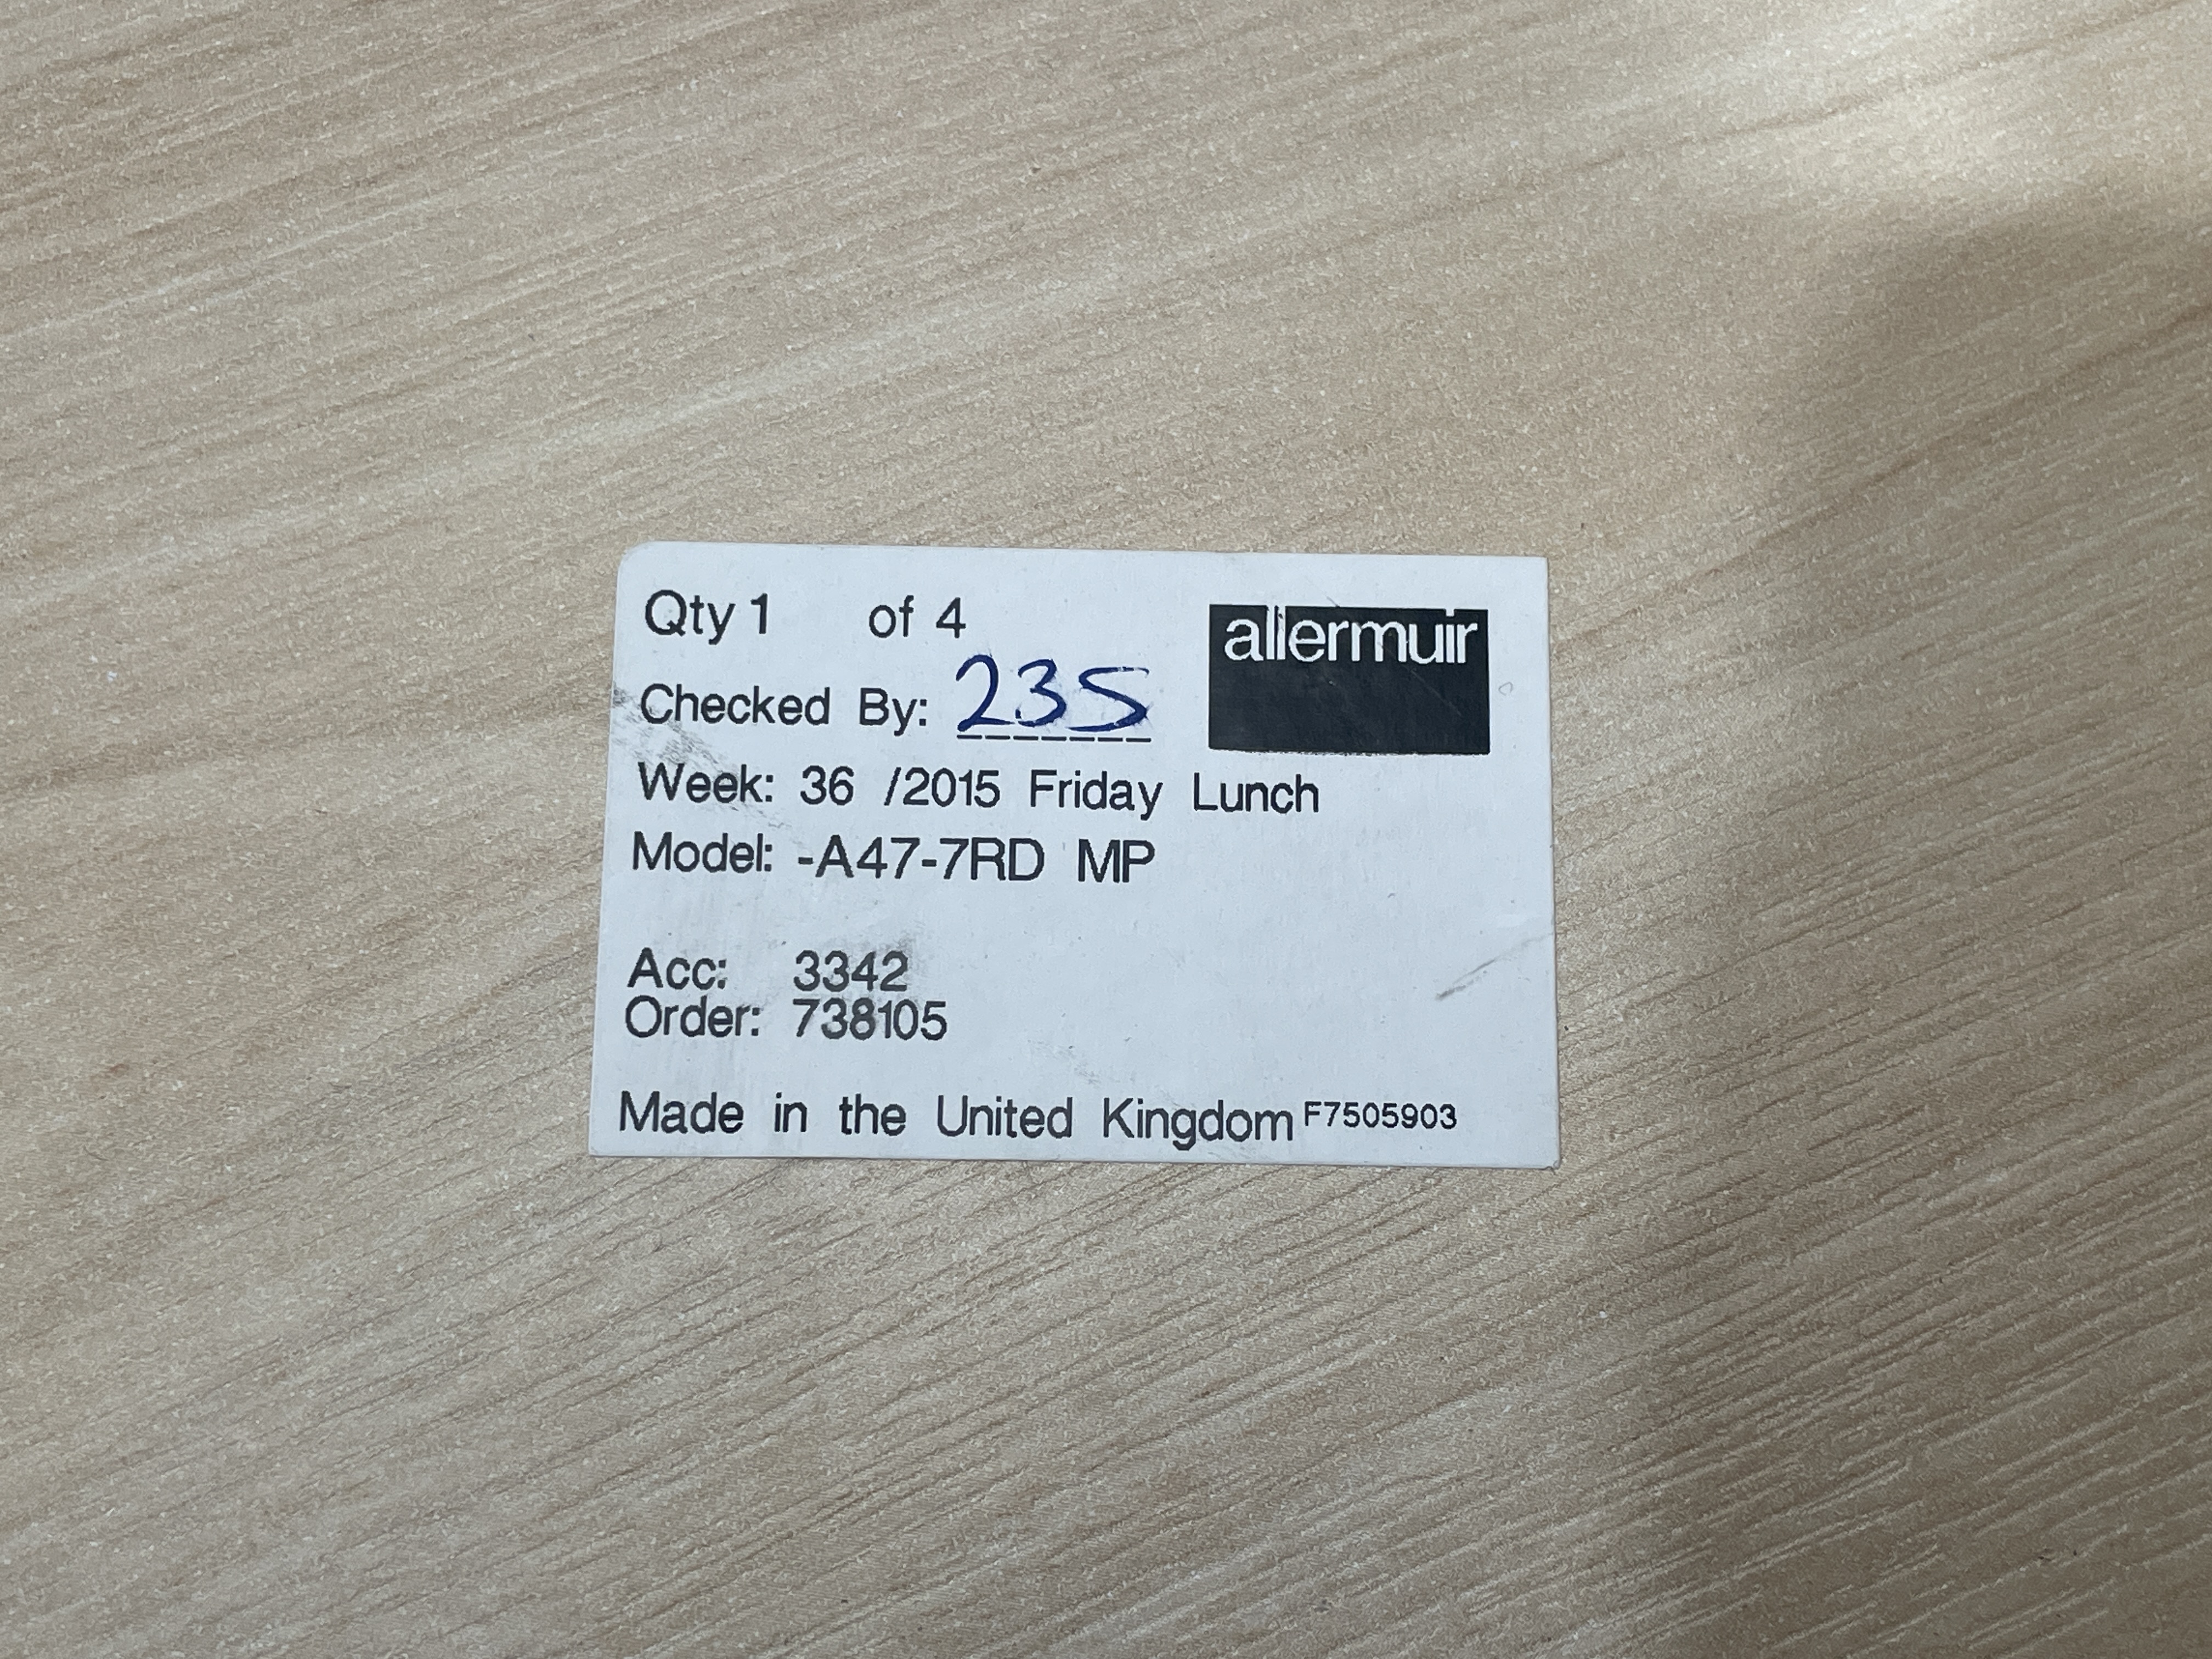 Qty 1 of 4
allermuir
Checked By: 235
Week: 36 /2015 Friday Lunch
Model: -A47-7RD MP
Acc: 3342
Order: 738105
Made in the United Kingdom F7505903